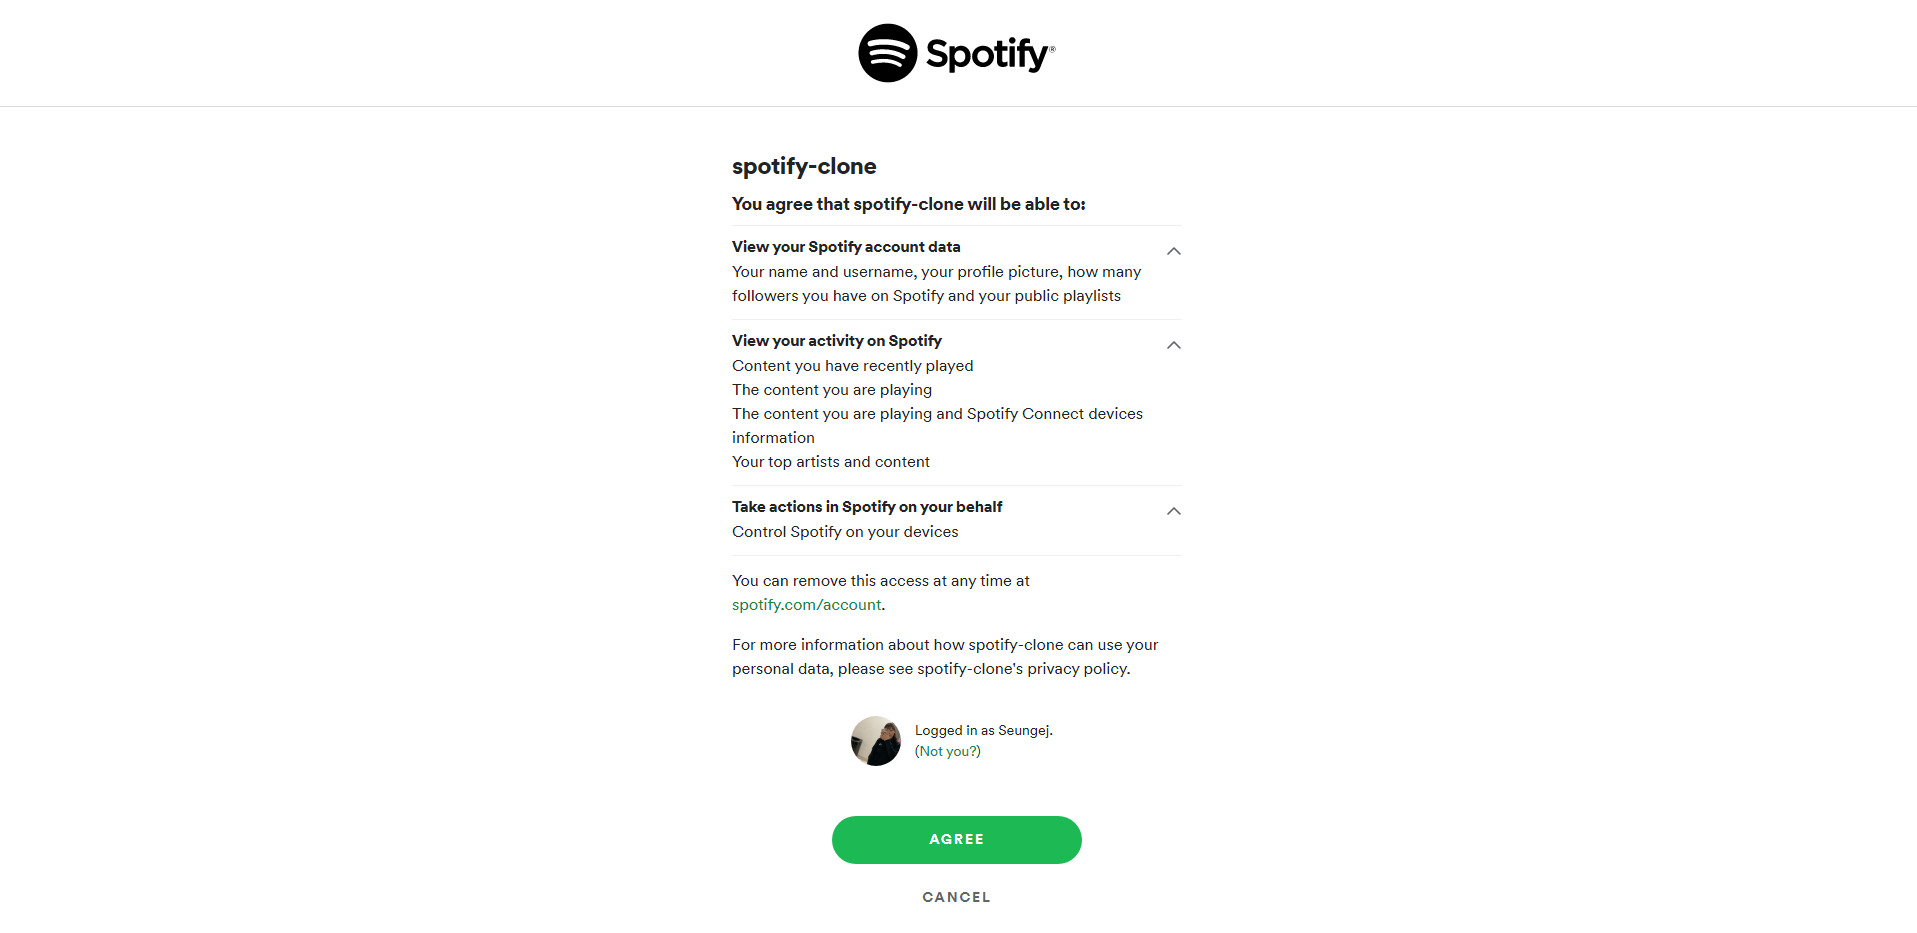 Spotify®
spotify-clone
You agree that spotify-clone will be able to:
View your Spotify account data
Your name and username, your profile picture, how many
followers you have on Spotify and your public playlists
View your activity on Spotify
Content you have recently played
The content you are playing
The content you are playing and Spotify Connect devices
information
Your top artists and content
Take actions in Spotify on your behalf
Control Spotify on your devices
You can remove this access at any time at
spotify.com/account.
For more information about how spotify-clone can use your
personal data, please see spotify-clone's privacy policy.
Logged in as Seungej.
(Not you?)
AGREE
CANCEL